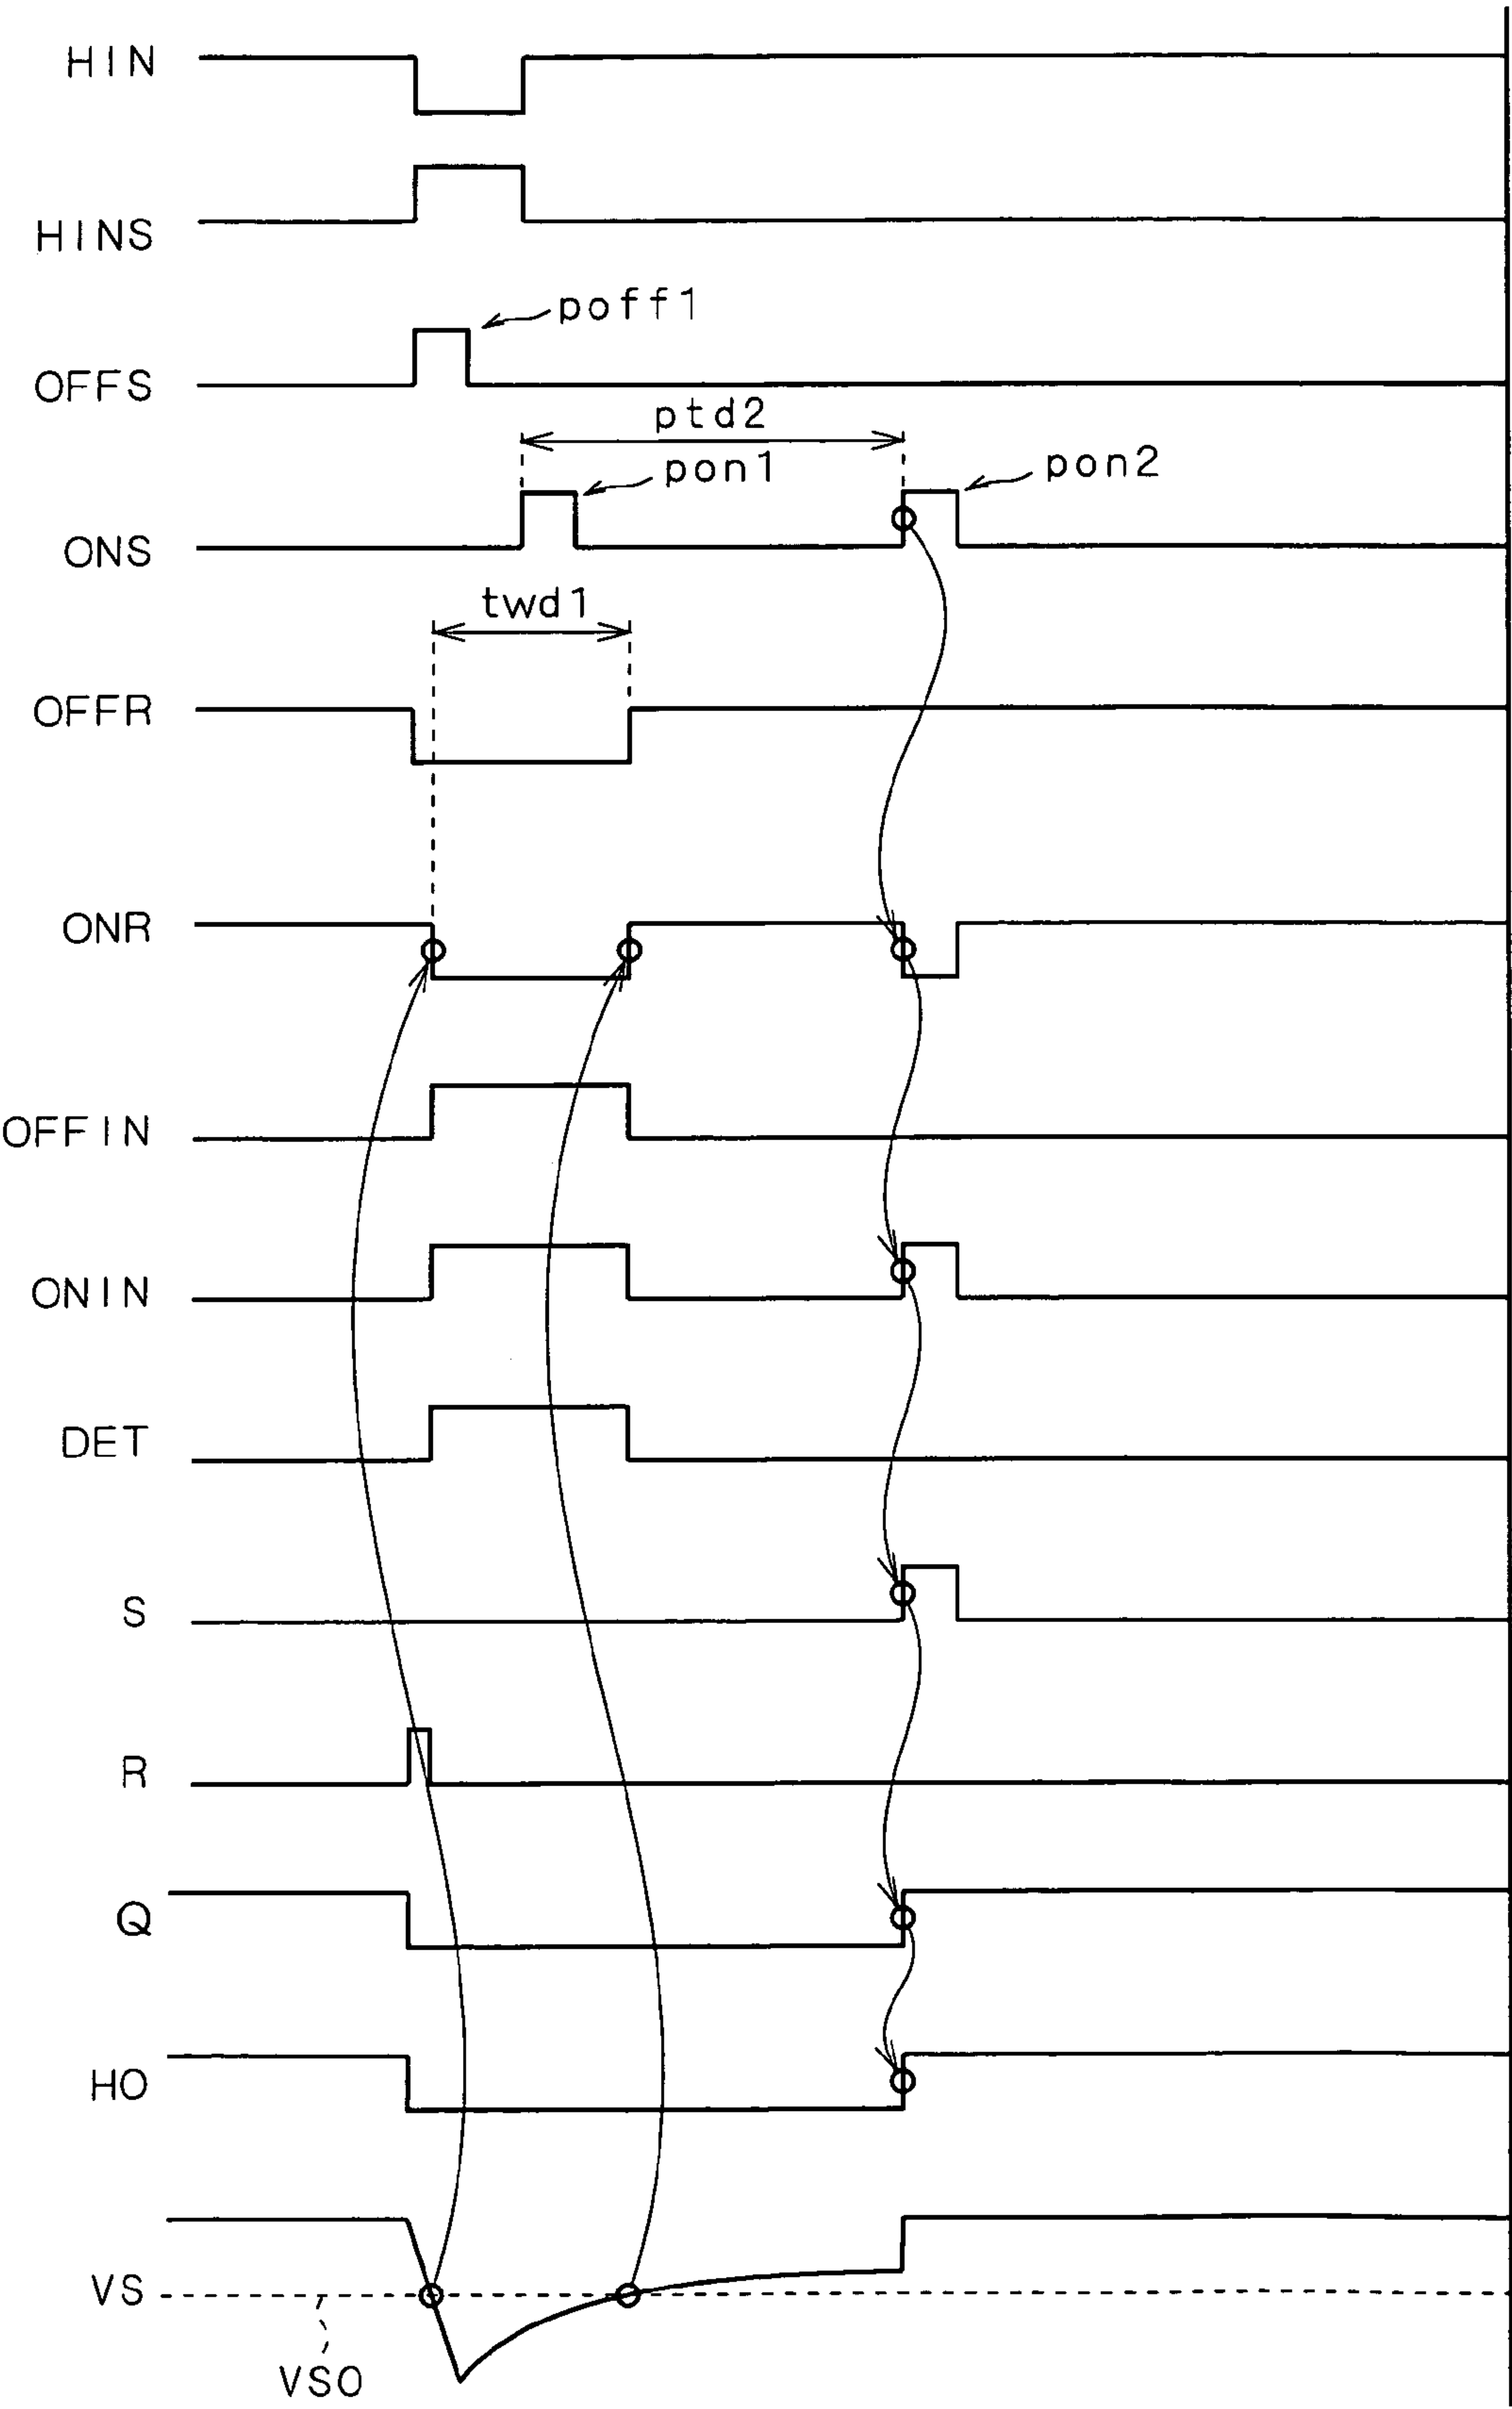 HIN
HINS
poff1
OFFS
ptd2
pon1
pon2
ONS
twd1
OFFR
ONR
OFFIN
ONIN
DET
S
R
Q
HO
VS
VS0